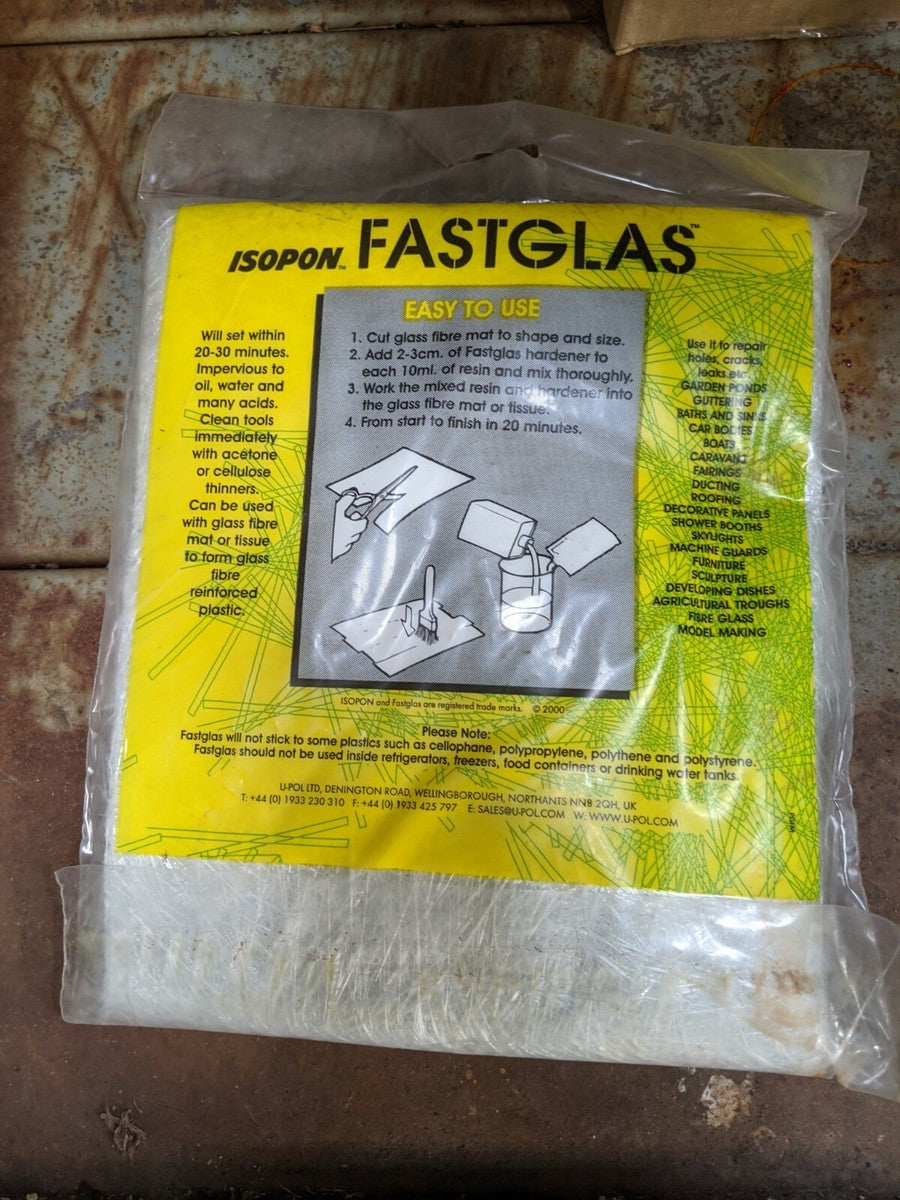 ISOPON™ FASTGLAS™
EASY TO USE
1. Cut glass fibre mat to shape and size.
2. Add 2-3cm. of Fastglas hardener to
each 10ml. of resin and mix thoroughly.
3. Work the mixed resin and hardener into
the glass fibre mat or tissue.
4. From start to finish in 20 minutes.
Will set within
20-30 minutes.
Impervious to
oil, water and
many acids.
Clean tools
immediately
with acetone
or cellulose
thinners.
Can be used
with glass fibre
mat or tissue
to form glass
fibre
reinforced
plastic.
Use it to repair
holes, cracks,
leaks etc.
GARDEN PONDS
GUTTERING
BATHS AND SINKS
CAR BODIES
BOATS
CARAVANS
FAIRINGS
DUCTING
ROOFING
DECORATIVE PANELS
SHOWER BOOTHS
SKYLIGHTS
MACHINE GUARDS
FURNITURE
SCULPTURE
DEVELOPING DISHES
AGRICULTURAL TROUGHS
FIBRE GLASS
MODEL MAKING
ISOPON and Fastglas are registered trade marks. © 2000
Please Note:
Fastglas will not stick to some plastics such as cellophane, polypropylene, polythene and polystyrene.
Fastglas should not be used inside refrigerators, freezers, food containers or drinking water tanks.
U-POL LTD, DENINGTON ROAD, WELLINGBOROUGH, NORTHANTS NN8 2QH, UK
T: +44 (0) 1933 230 310 F: +44 (0) 1933 425 797 E: SALES@U-POL.COM W: WWW.U-POL.COM